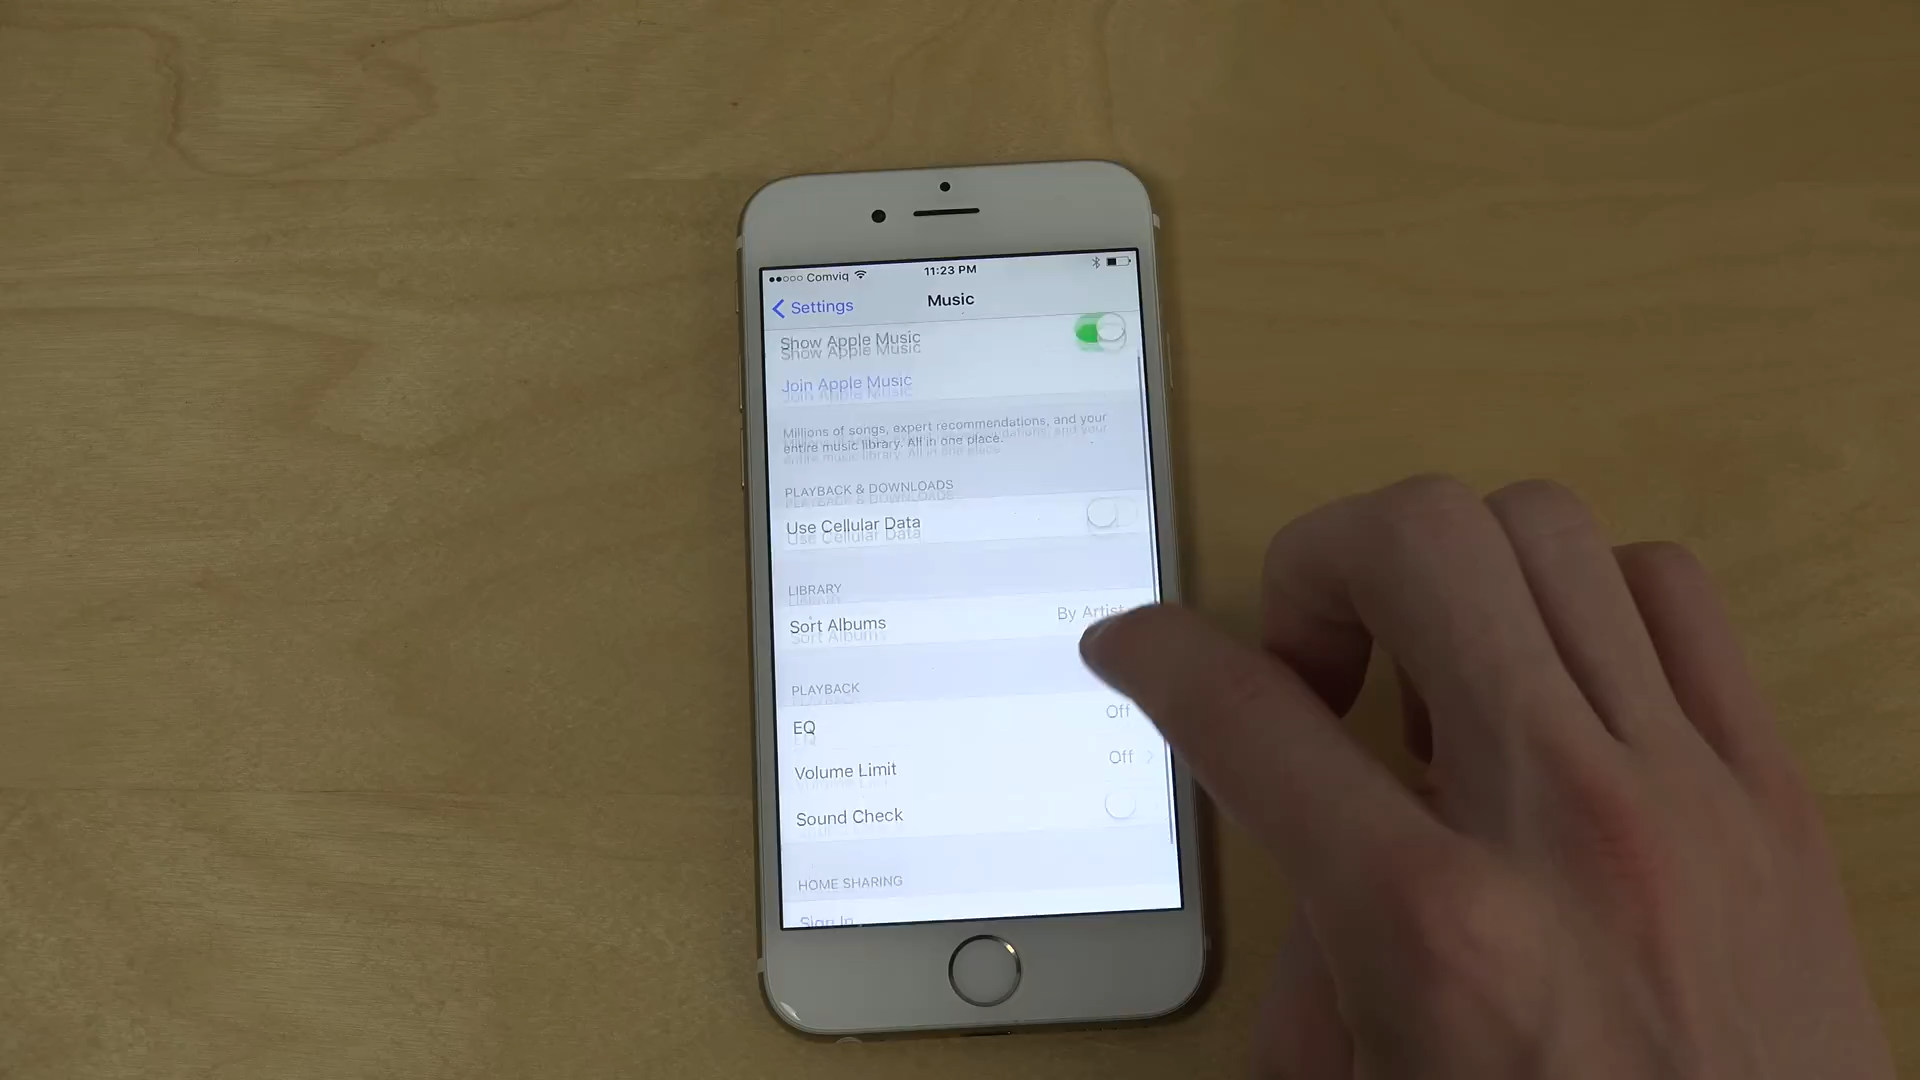 Comviq 11:23 PM
Settings Music
Show Apple Music
Join Apple Music
Millions of songs, expert recommendations, and your
entire music library. All in one place.
PLAYBACK & DOWNLOADS
Use Cellular Data
LIBRARY
Sort Albums By Artist
PLAYBACK
EQ Off
Volume Limit Off
Sound Check
HOME SHARING
Sign In